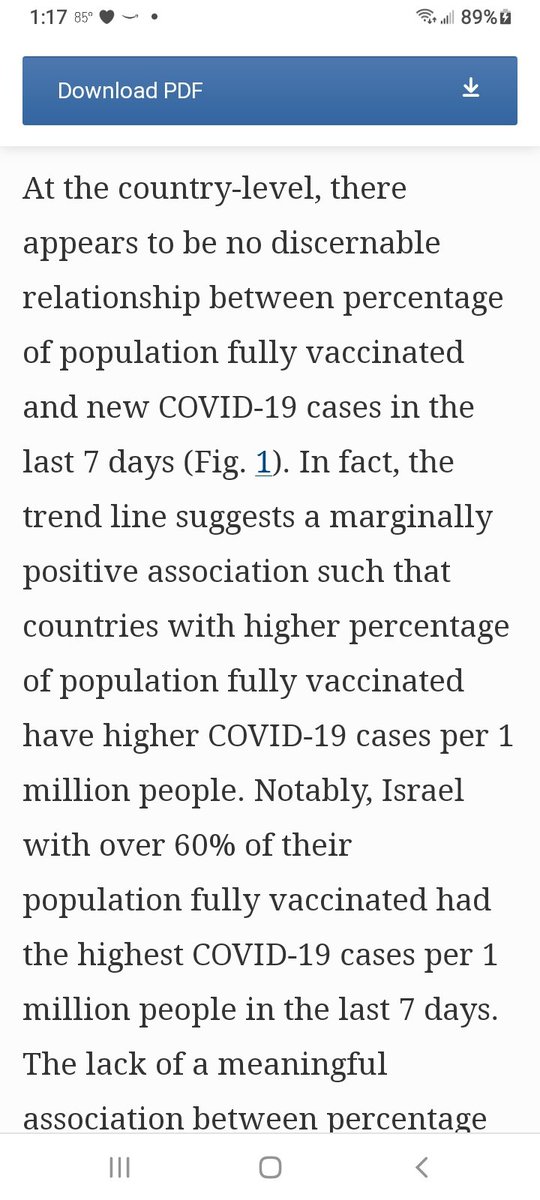 1:17 85° 89%
Download PDF
At the country-level, there
appears to be no discernable
relationship between percentage
of population fully vaccinated
and new COVID-19 cases in the
last 7 days (Fig. 1). In fact, the
trend line suggests a marginally
positive association such that
countries with higher percentage
of population fully vaccinated
have higher COVID-19 cases per 1
million people. Notably, Israel
with over 60% of their
population fully vaccinated had
the highest COVID-19 cases per 1
million people in the last 7 days.
The lack of a meaningful
association between percentage